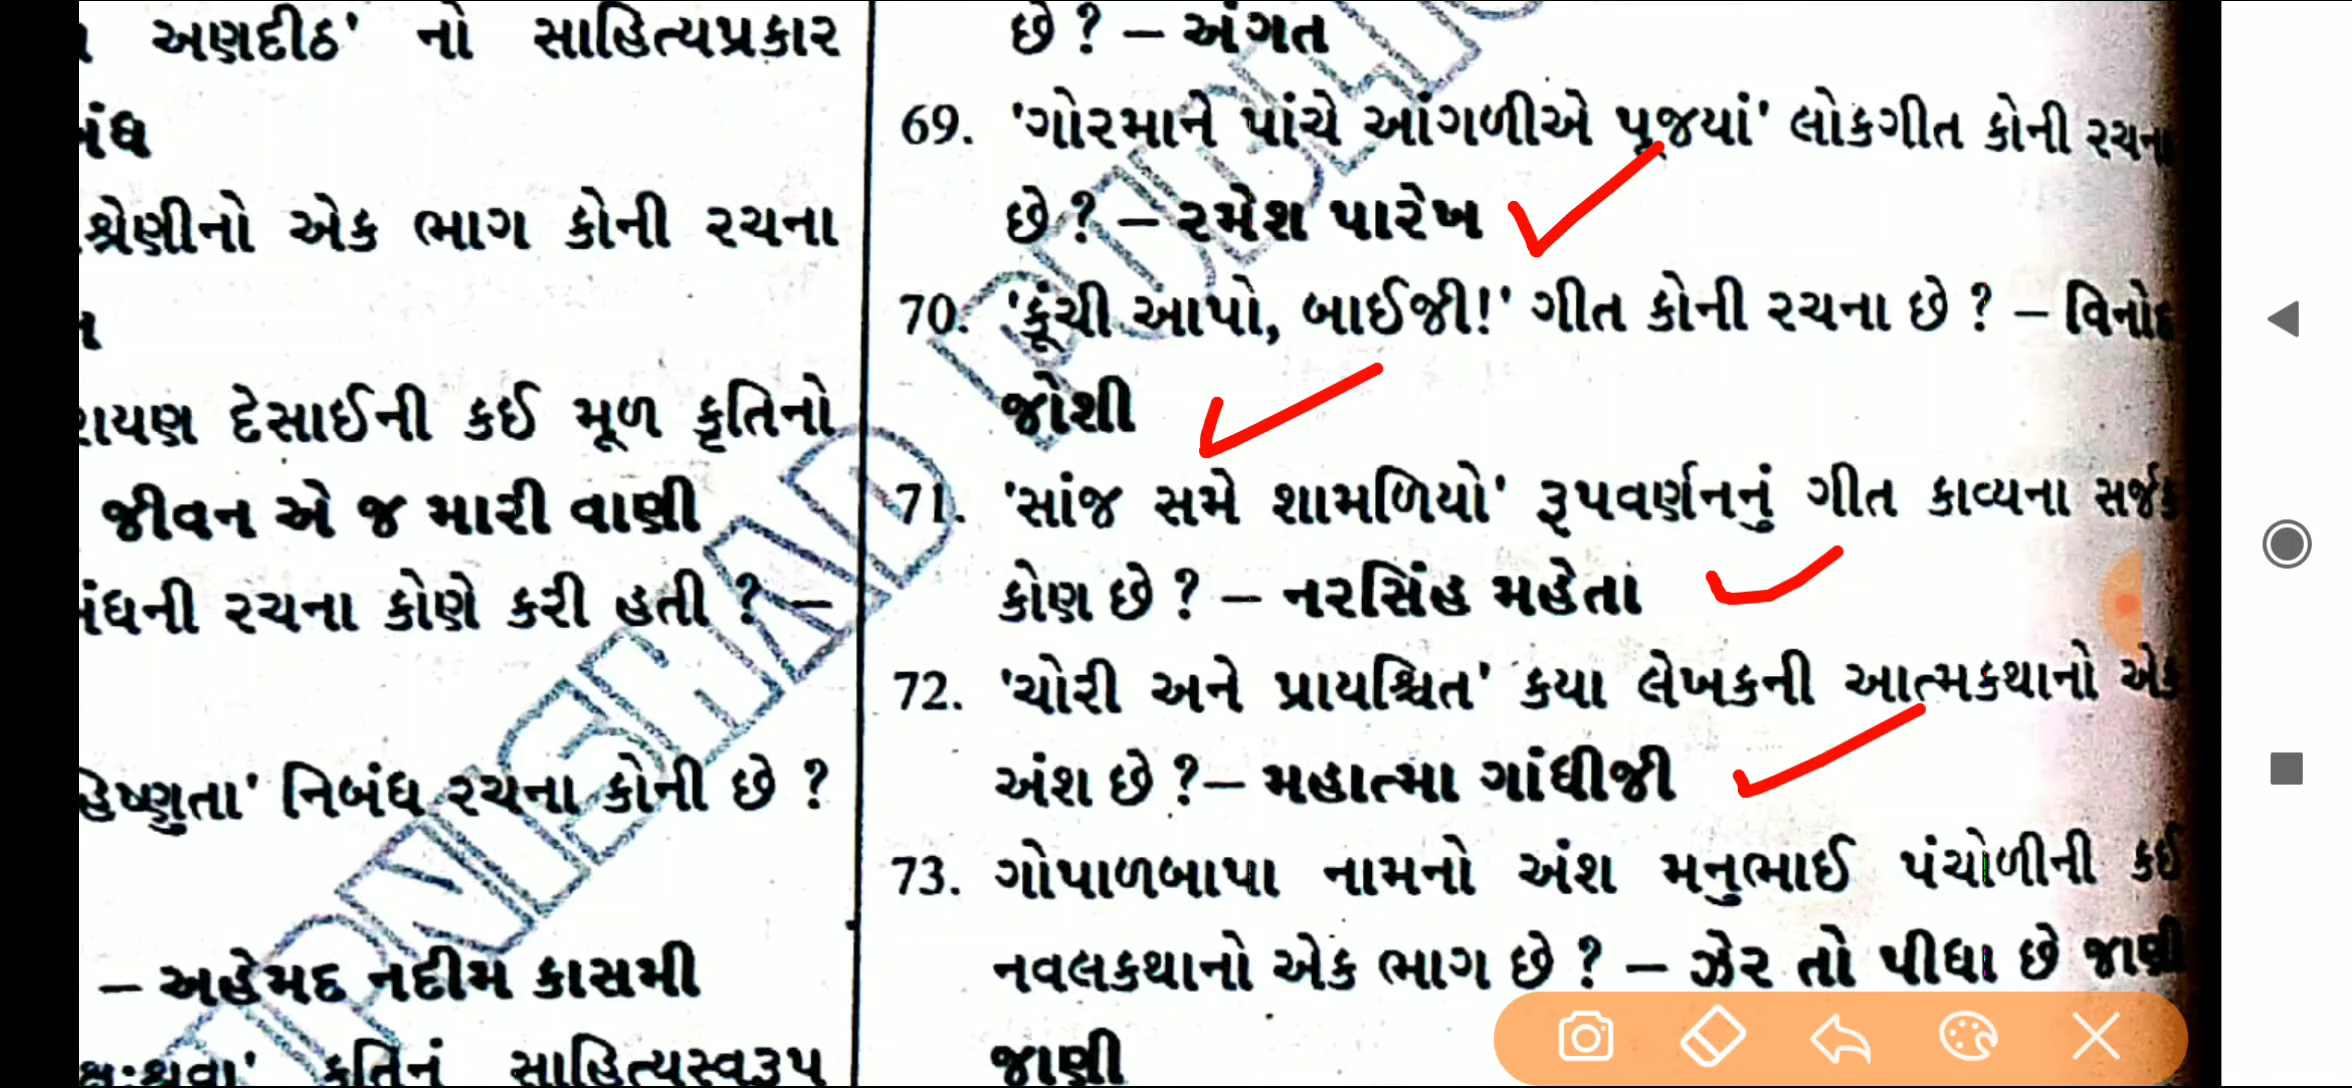 અણદીઠ' નો સાહિત્યપ્રકાર
શ્રેણીનો એક ભાગ કોની રચના
દેસાઈની કઈ મૂળ કૃતિનો
જીવન એ જ મારી વાણી
રચના કોણે કરી હતી ? –
નિબંધ રચના કોની છે ?
– અહેમદ નદીમ કાસમી
સાહિત્યસ્વરૂપ
છે ? – અંગત
69. 'ગોરમાને પાંચે આંગળીએ પૂજયાં' લોકગીત કોની રચના
છે ? – રમેશ પારેખ
70. 'કૂંચી આપો, બાઈજી!' ગીત કોની રચના છે ? – વિનોદ
જોશી
71. 'સાંજ સમે શામળિયો' રૂપવર્ણનનું ગીત કાવ્યના સર્જક
કોણ છે ? – નરસિંહ મહેતા
72. 'ચોરી અને પ્રાયશ્ચિત' કયા લેખકની આત્મકથાનો એક
અંશ છે ?– મહાત્મા ગાંધીજી
73. ગોપાળબાપા નામનો અંશ મનુભાઈ પંચોળીની કઈ
નવલકથાનો એક ભાગ છે ? – ઝેર તો પીધા છે જાણી
જાણી